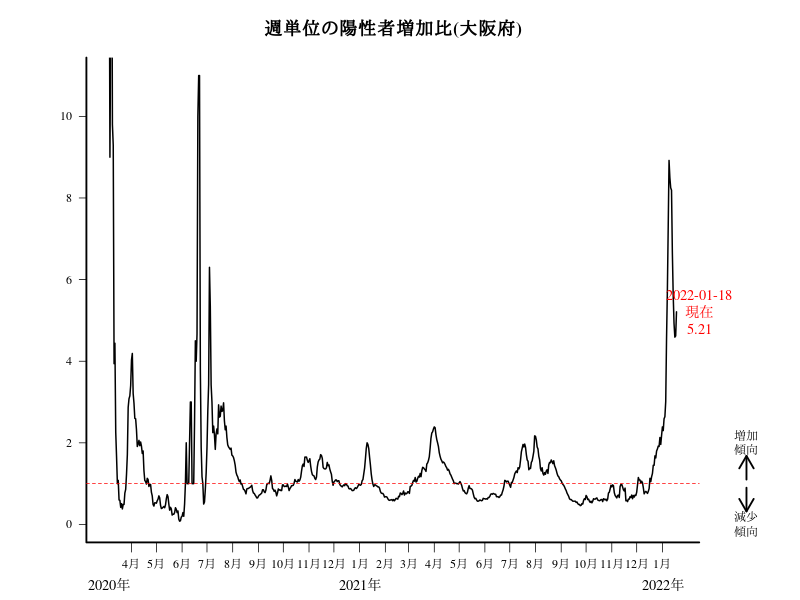 週単位の陽性者増加比(大阪府)
10
8
6
4
2
0
2022-01-18
現在
5.21
増加
傾向
減少
傾向
4月 5月 6月 7月 8月 9月 10月 11月 12月 1月 2月 3月 4月 5月 6月 7月 8月 9月 10月 11月 12月 1月
2020年 2021年 2022年